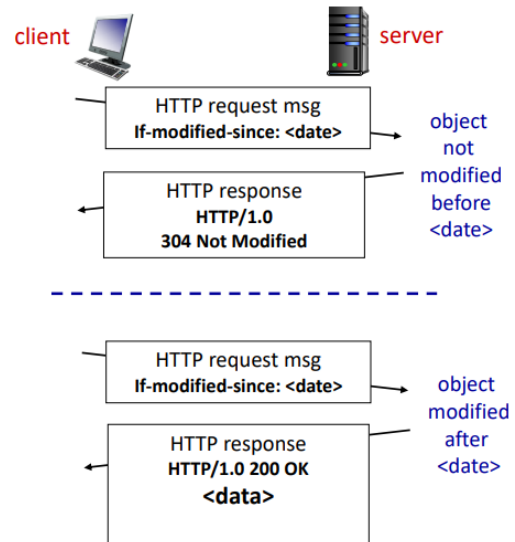 client
server
HTTP request msg
If-modified-since: <date>
object
not
modified
before
<date>
HTTP response
HTTP/1.0
304 Not Modified
HTTP request msg
If-modified-since: <date>
object
modified
after
<date>
HTTP response
HTTP/1.0 200 OK
<data>